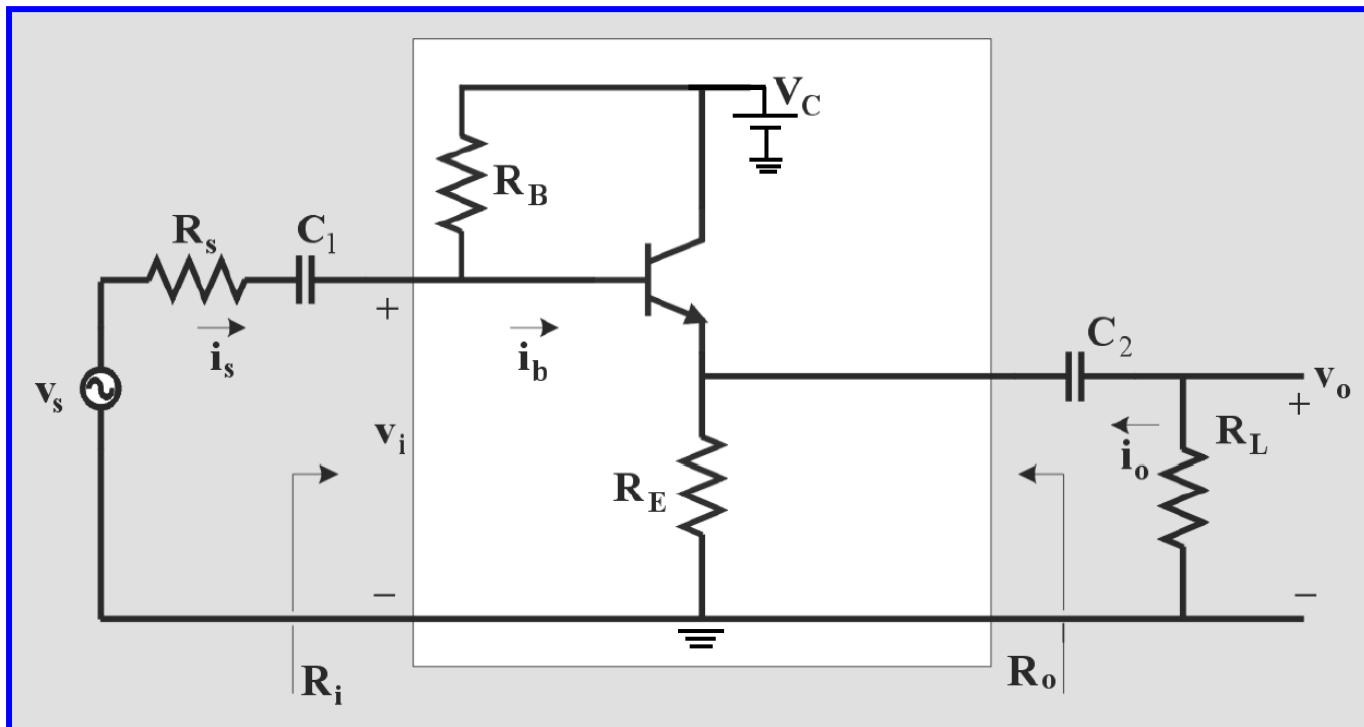 V_C
R_B
R_s
C_1
+
i_s
i_b
C_2
v_s
v_o
+
v_i
R_L
i_o
R_E
−
−
R_i
R_o